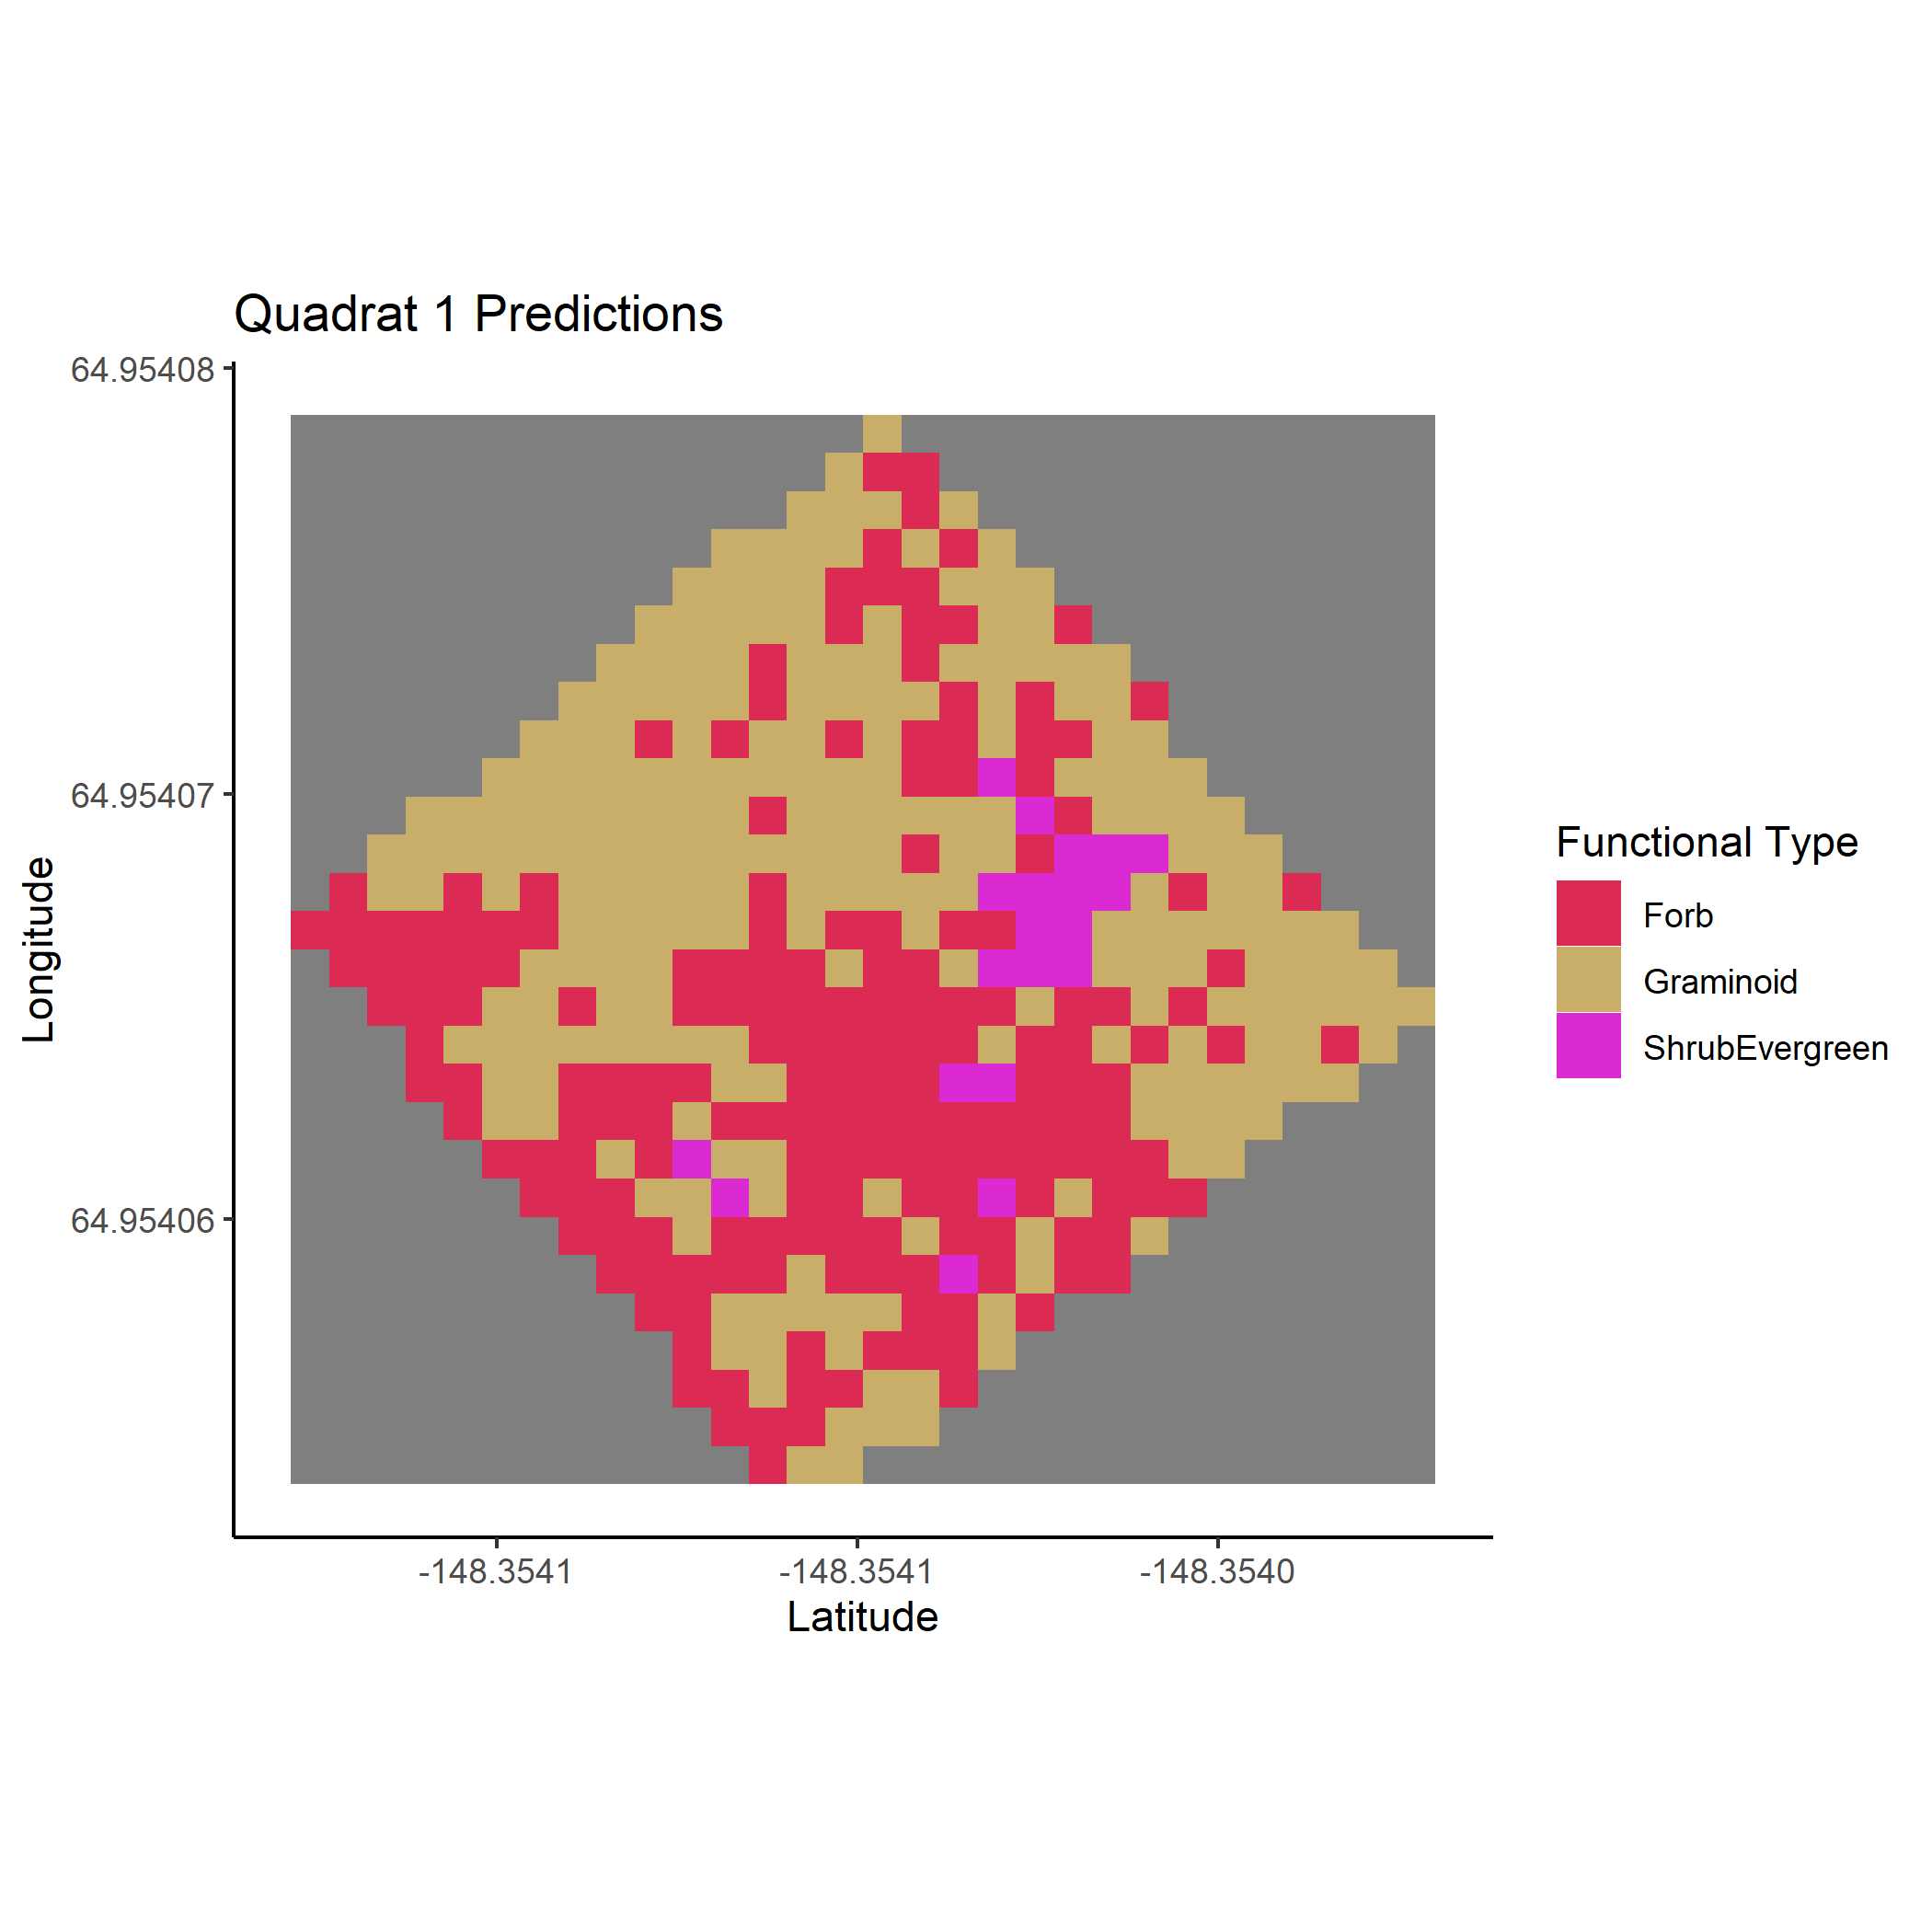 Quadrat 1 Predictions
64.95408
64.95407
64.95406
Longitude
-148.3541
-148.3541
-148.3540
Latitude
Functional Type
Forb
Graminoid
ShrubEvergreen